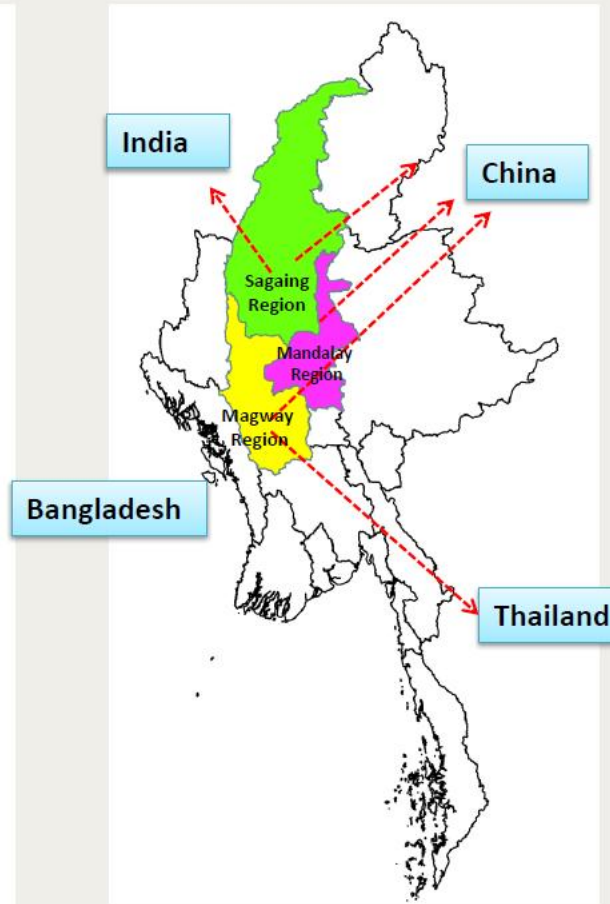 India
China
Sagaing
Region
Mandalay
Region
Magway
Region
Bangladesh
Thailand